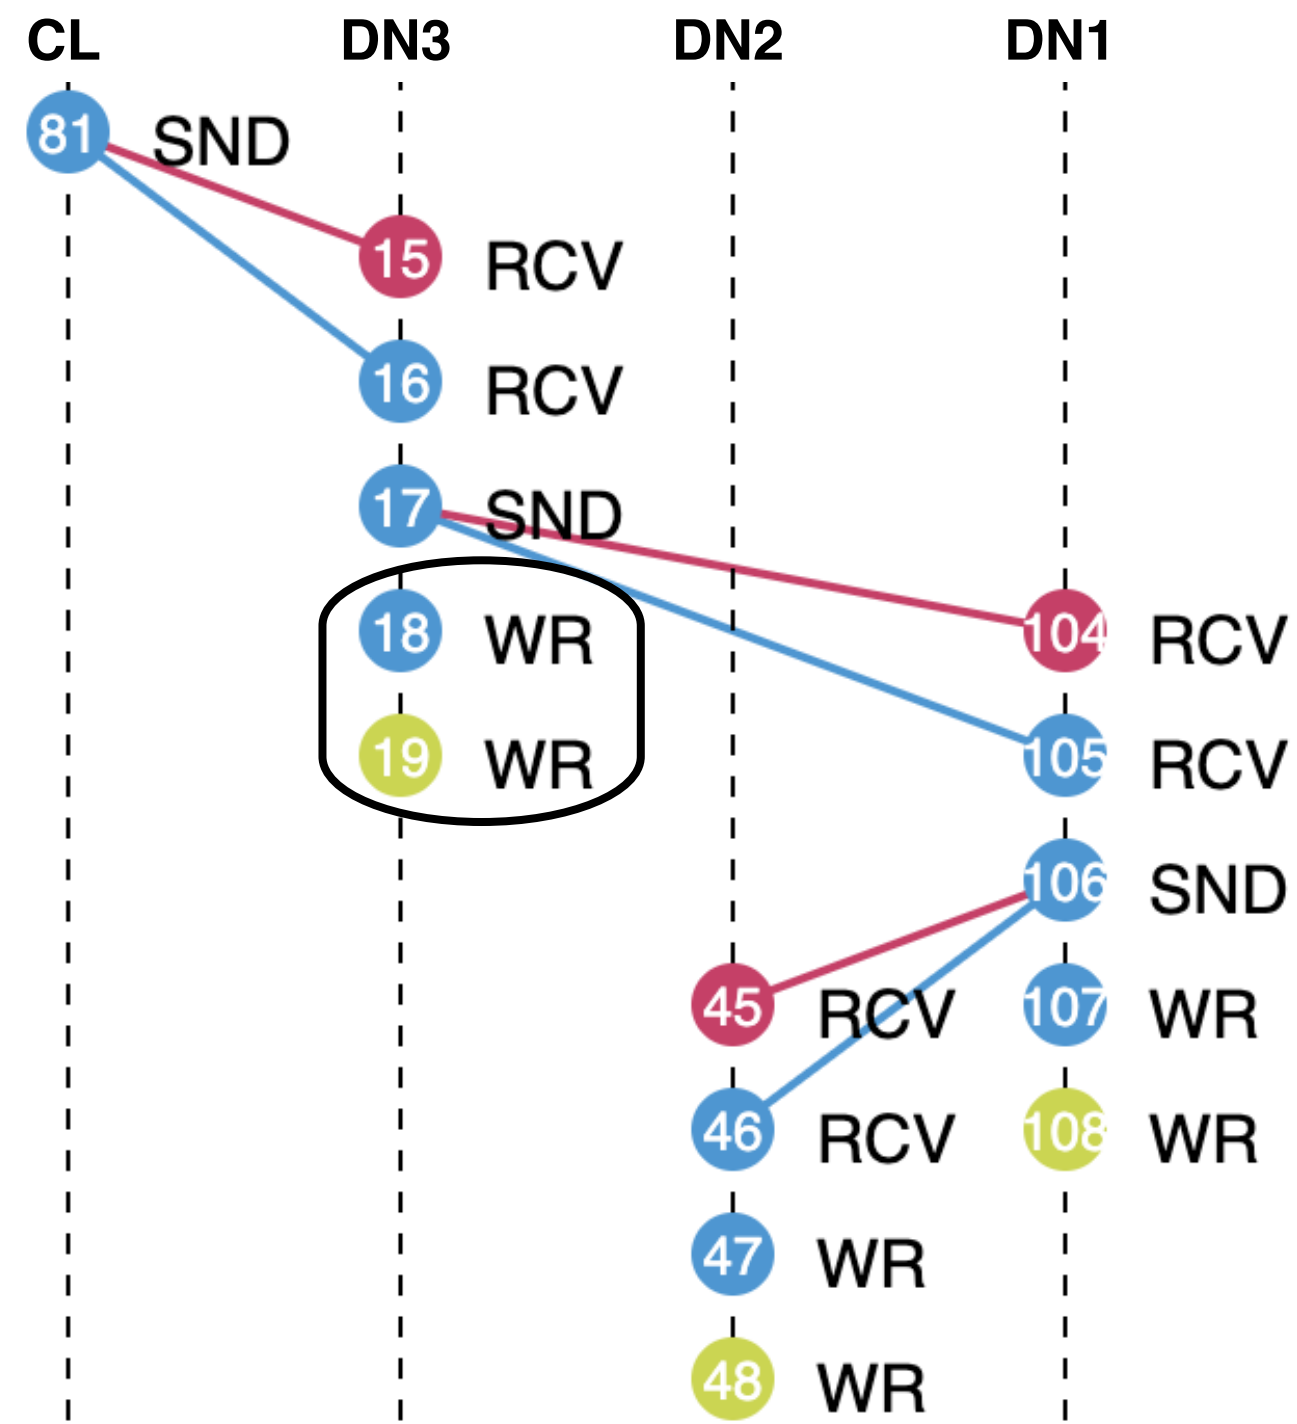 CL DN3 DN2 DN1
81 SND
15 RCV
16 RCV
17 SND
18 WR 104 RCV
19 WR 105 RCV
106 SND
45 RCV 107 WR
46 RCV 108 WR
47 WR
48 WR